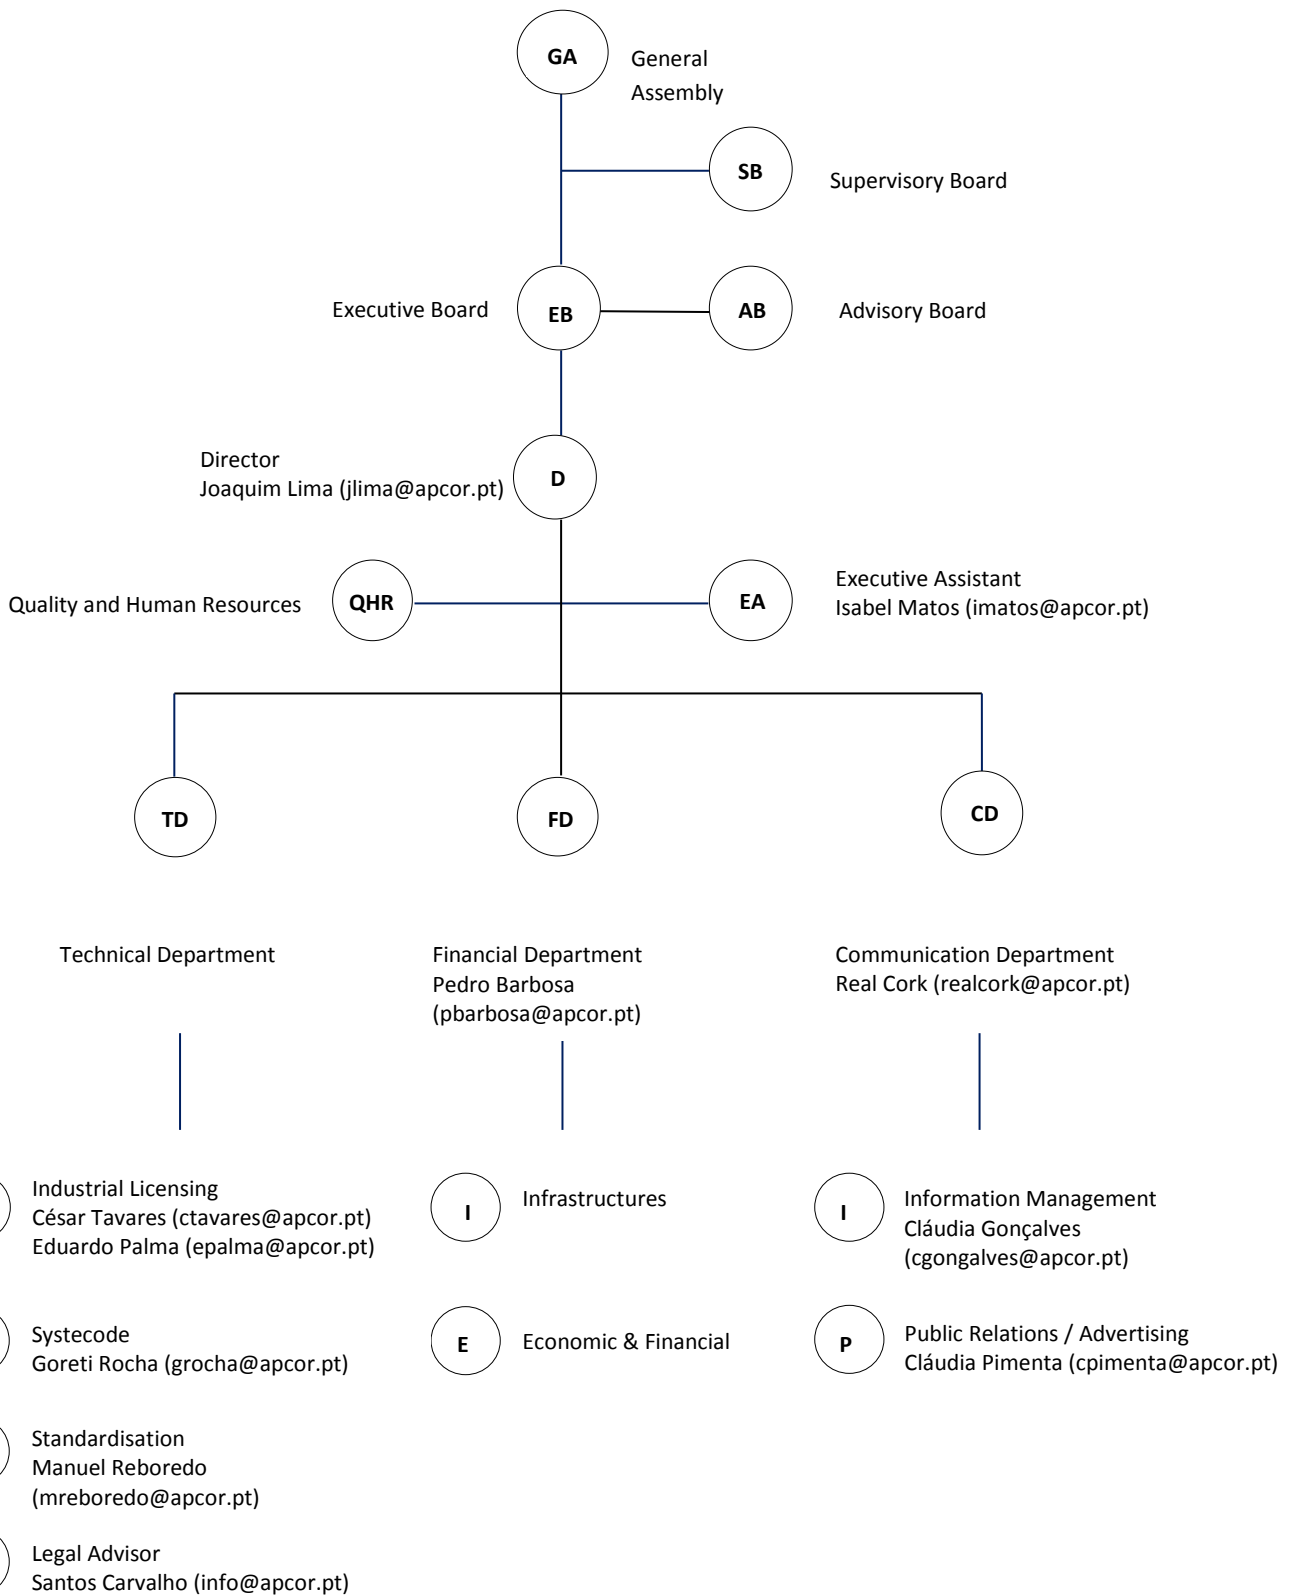 GA
General
Assembly
SB
Supervisory Board
Executive Board
EB
AB
Advisory Board
Director
Joaquim Lima (jlima@apcor.pt)
D
Quality and Human Resources
QHR
EA
Executive Assistant
Isabel Matos (imatos@apcor.pt)
TD
FD
CD
Technical Department
Financial Department
Pedro Barbosa
(pbarbosa@apcor.pt)
Communication Department
Real Cork (realcork@apcor.pt)
Industrial Licensing
César Tavares (ctavares@apcor.pt)
Eduardo Palma (epalma@apcor.pt)
I
Infrastructures
I
Information Management
Cláudia Gonçalves
(cgongalves@apcor.pt)
Systecode
Goreti Rocha (grocha@apcor.pt)
E
Economic & Financial
P
Public Relations / Advertising
Cláudia Pimenta (cpimenta@apcor.pt)
Standardisation
Manuel Reboredo
(mreboredo@apcor.pt)
Legal Advisor
Santos Carvalho (info@apcor.pt)